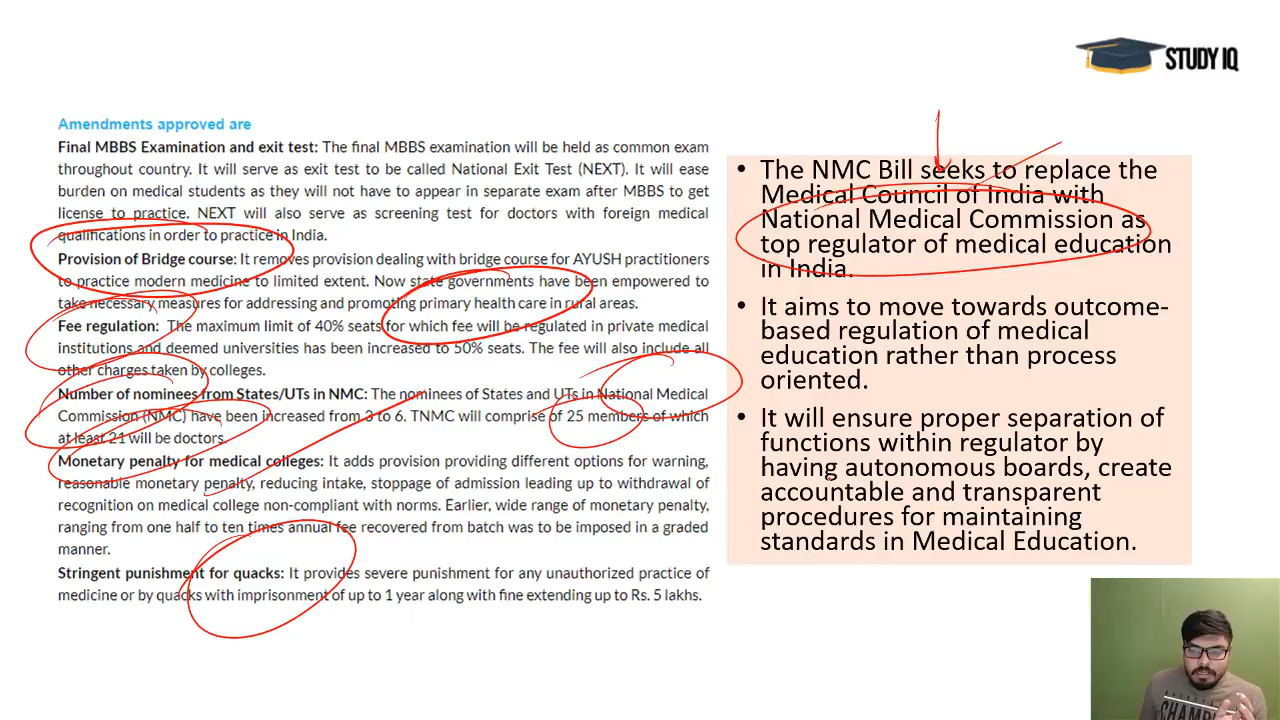 STUDY IQ
Amendments approved are
Final MBBS Examination and exit test: The final MBBS examination will be held as common exam
throughout country. It will serve as exit test to be called National Exit Test (NEXT). It will ease
burden on medical students as they will not have to appear in separate exam after MBBS to get
license to practice. NEXT will also serve as screening test for doctors with foreign medical
qualifications in order to practice in India.
Provision of Bridge course: It removes provision dealing with bridge course for AYUSH practitioners
to practice modern medicine to limited extent. Now state governments have been empowered to
take necessary measures for addressing and promoting primary health care in rural areas.
Fee regulation: The maximum limit of 40% seats for which fee will be regulated in private medical
institutions and deemed universities has been increased to 50% seats. The fee will also include all
other charges taken by colleges.
Number of nominees from States/UTs in NMC: The nominees of States and UTs in National Medical
Commission (NMC) have been increased from 3 to 6. TNMC will comprise of 25 members of which
at least 21 will be doctors.
Monetary penalty for medical colleges: It adds provision providing different options for warning,
reasonable monetary penalty, reducing intake, stoppage of admission leading up to withdrawal of
recognition on medical college non-compliant with norms. Earlier, wide range of monetary penalty,
ranging from one half to ten times annual fee recovered from batch was to be imposed in a graded
manner.
Stringent punishment for quacks: It provides severe punishment for any unauthorized practice of
medicine or by quacks with imprisonment of up to 1 year along with fine extending up to Rs. 5 lakhs.
• The NMC Bill seeks to replace the
Medical Council of India with
National Medical Commission as
top regulator of medical education
in India.
• It aims to move towards outcome-
based regulation of medical
education rather than process
oriented.
• It will ensure proper separation of
functions within regulator by
having autonomous boards, create
accountable and transparent
procedures for maintaining
standards in Medical Education.
CHAMP